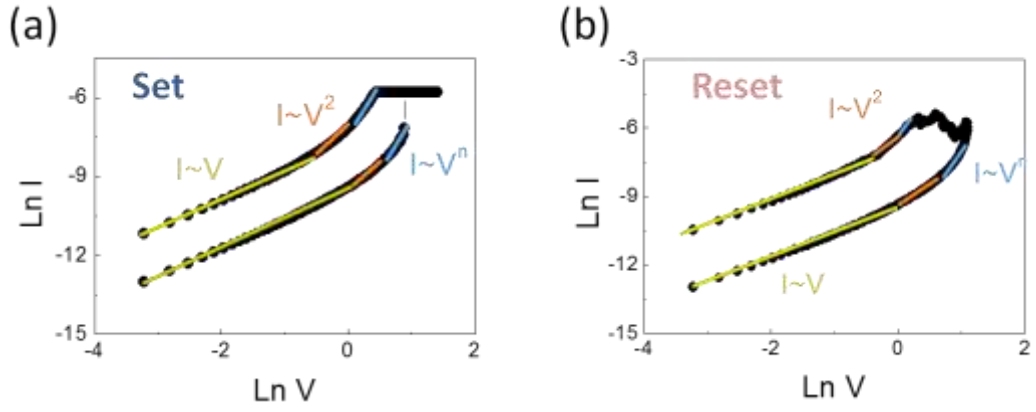 (a)
Set
I~V²
I~V
I~Vⁿ
-6
-9
-12
-15
-4
-2
0
2
Ln I
Ln V
(b)
Reset
I~V²
I~V
-3
-6
-9
-12
-15
-4
-2
0
2
Ln I
Ln V